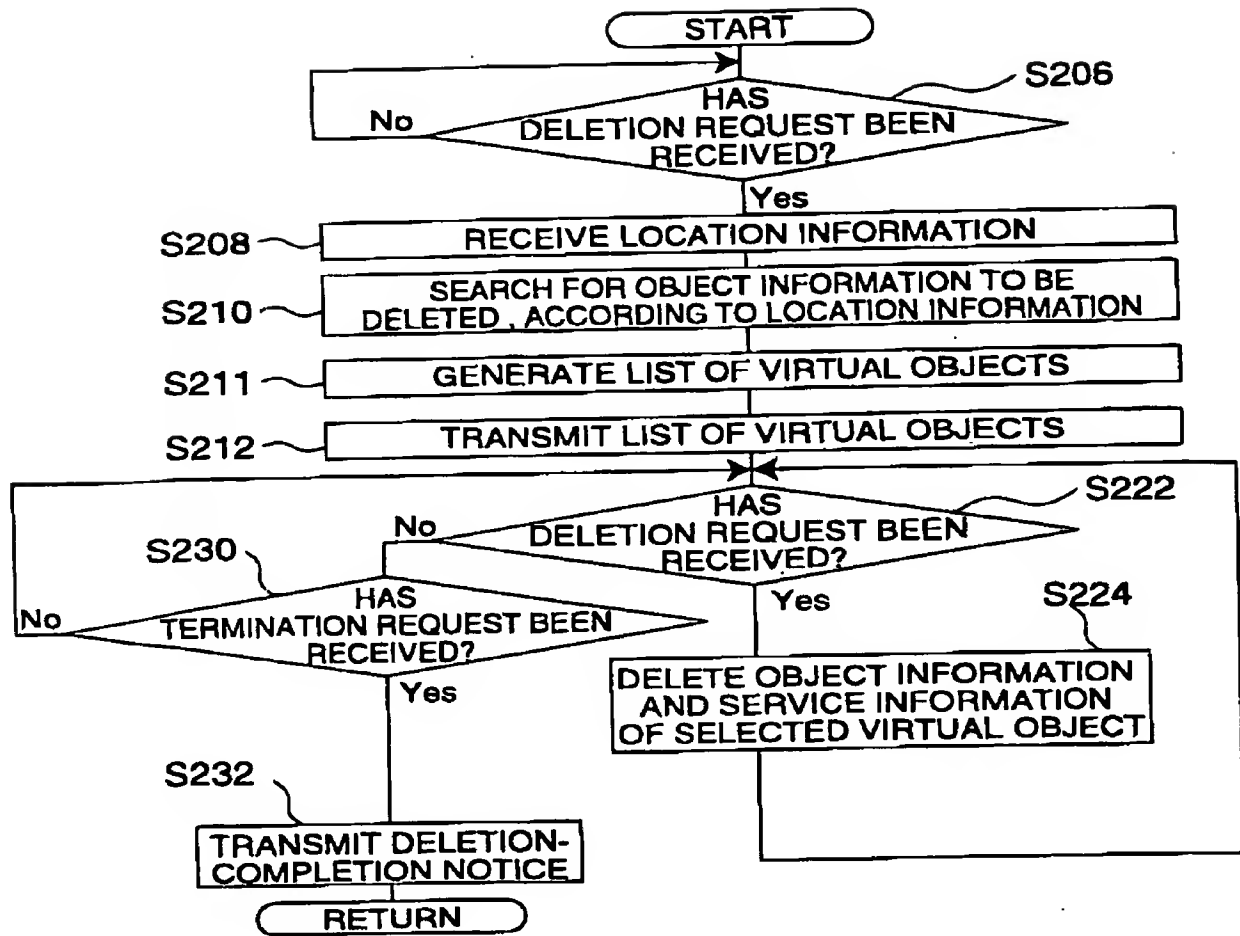 START
S206
HAS
DELETION REQUEST BEEN
RECEIVED?
No
Yes
S208
RECEIVE LOCATION INFORMATION
S210
SEARCH FOR OBJECT INFORMATION TO BE
DELETED , ACCORDING TO LOCATION INFORMATION
S211
GENERATE LIST OF VIRTUAL OBJECTS
S212
TRANSMIT LIST OF VIRTUAL OBJECTS
S222
HAS
DELETION REQUEST BEEN
RECEIVED?
No
Yes
S230
HAS
TERMINATION REQUEST BEEN
RECEIVED?
No
Yes
S224
DELETE OBJECT INFORMATION
AND SERVICE INFORMATION
OF SELECTED VIRTUAL OBJECT
S232
TRANSMIT DELETION-
COMPLETION NOTICE
RETURN